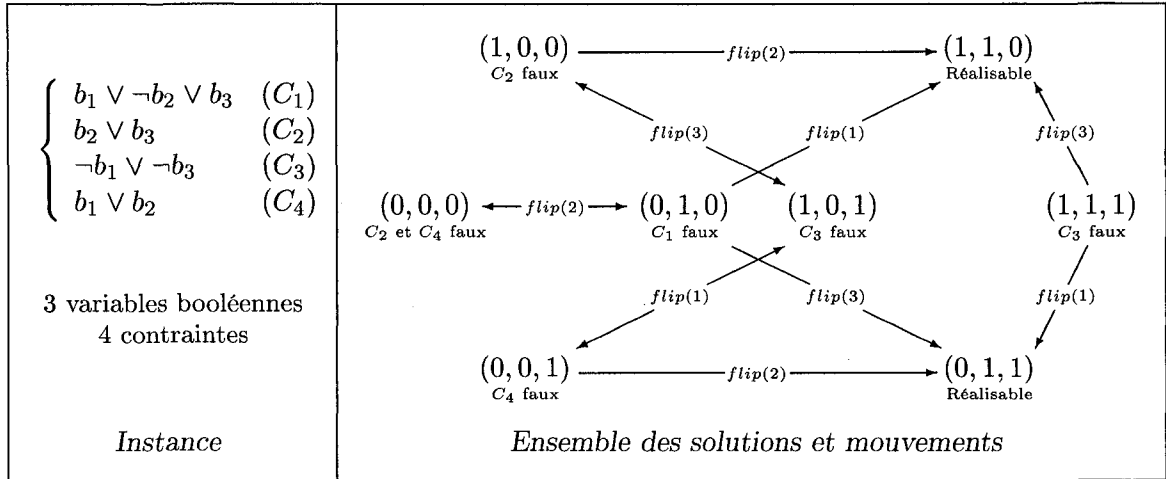 b₁ ∨ ¬b₂ ∨ b₃ (C₁)
b₂ ∨ b₃ (C₂)
¬b₁ ∨ ¬b₃ (C₃)
b₁ ∨ b₂ (C₄)
3 variables booléennes
4 contraintes
Instance
(1, 0, 0)
C₂ faux
flip(2)
(1, 1, 0)
Réalisable
flip(3)
flip(1)
flip(3)
(0, 0, 0)
C₂ et C₄ faux
flip(2)
(0, 1, 0)
C₁ faux
(1, 0, 1)
C₃ faux
(1, 1, 1)
C₃ faux
flip(1)
flip(3)
flip(1)
(0, 0, 1)
C₄ faux
flip(2)
(0, 1, 1)
Réalisable
Ensemble des solutions et mouvements